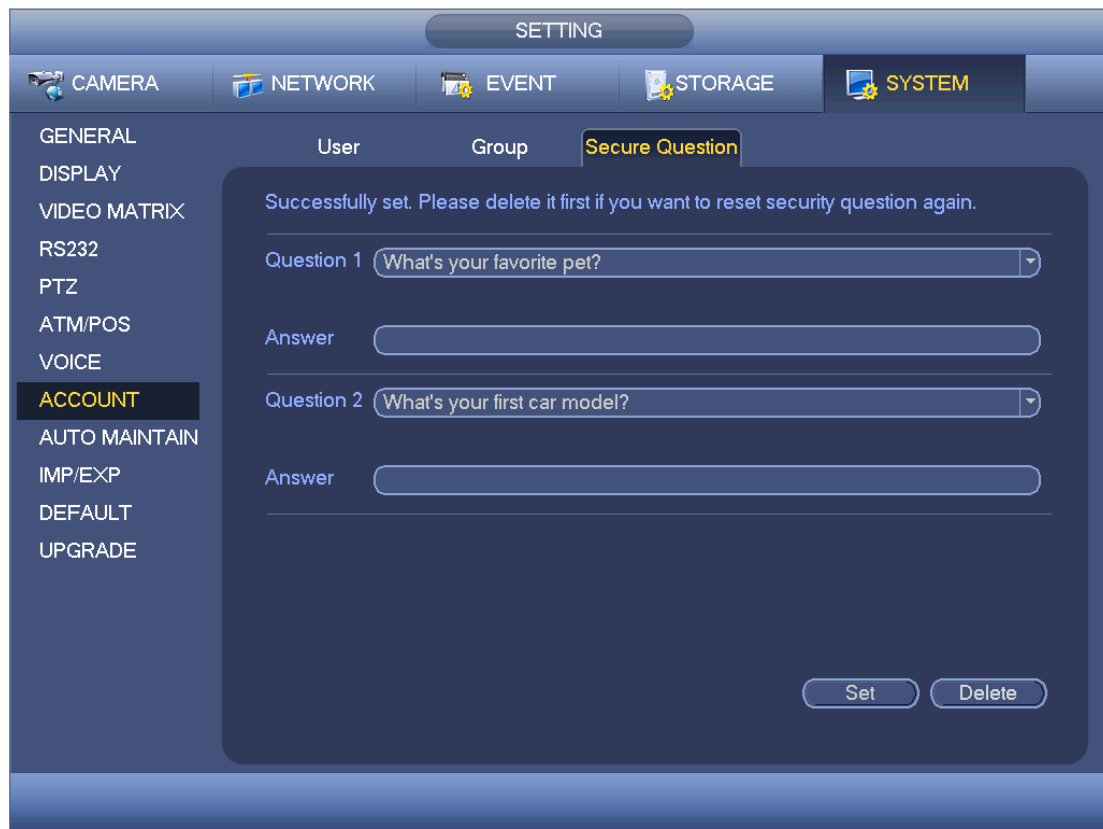 SETTING
CAMERA NETWORK EVENT STORAGE SYSTEM
GENERAL
DISPLAY
VIDEO MATRIX
RS232
PTZ
ATM/POS
VOICE
ACCOUNT
AUTO MAINTAIN
IMP/EXP
DEFAULT
UPGRADE
User Group Secure Question
Successfully set. Please delete it first if you want to reset security question again.
Question 1 What's your favorite pet?
Answer
Question 2 What's your first car model?
Answer
Set Delete